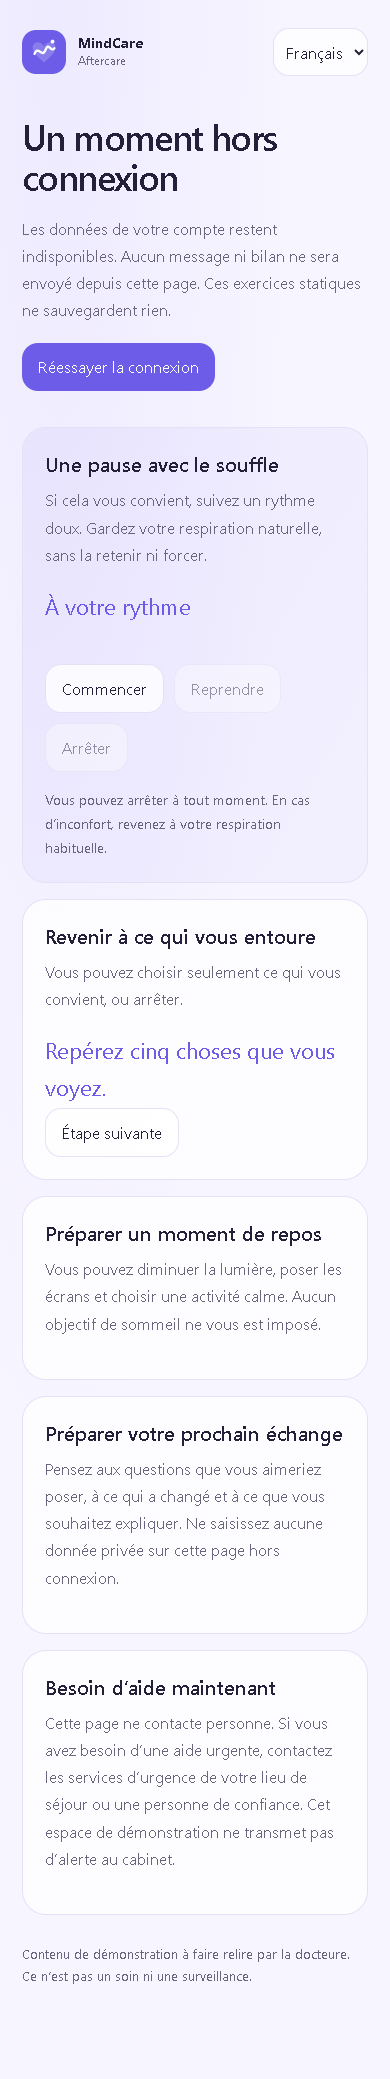 MindCare
Aftercare
Français
Un moment hors
connexion
Les données de votre compte restent
indisponibles. Aucun message ni bilan ne sera
envoyé depuis cette page. Ces exercices statiques
ne sauvegardent rien.
Réessayer la connexion
Une pause avec le souffle
Si cela vous convient, suivez un rythme
doux. Gardez votre respiration naturelle,
sans la retenir ni forcer.
À votre rythme
Commencer
Reprendre
Arrêter
Vous pouvez arrêter à tout moment. En cas
d’inconfort, revenez à votre respiration
habituelle.
Revenir à ce qui vous entoure
Vous pouvez choisir seulement ce qui vous
convient, ou arrêter.
Repérez cinq choses que vous
voyez.
Étape suivante
Préparer un moment de repos
Vous pouvez diminuer la lumière, poser les
écrans et choisir une activité calme. Aucun
objectif de sommeil ne vous est imposé.
Préparer votre prochain échange
Pensez aux questions que vous aimeriez
poser, à ce qui a changé et à ce que vous
souhaitez expliquer. Ne saisissez aucune
donnée privée sur cette page hors
connexion.
Besoin d’aide maintenant
Cette page ne contacte personne. Si vous
avez besoin d’une aide urgente, contactez
les services d’urgence de votre lieu de
séjour ou une personne de confiance. Cet
espace de démonstration ne transmet pas
d’alerte au cabinet.
Contenu de démonstration à faire relire par la docteure.
Ce n’est pas un soin ni une surveillance.